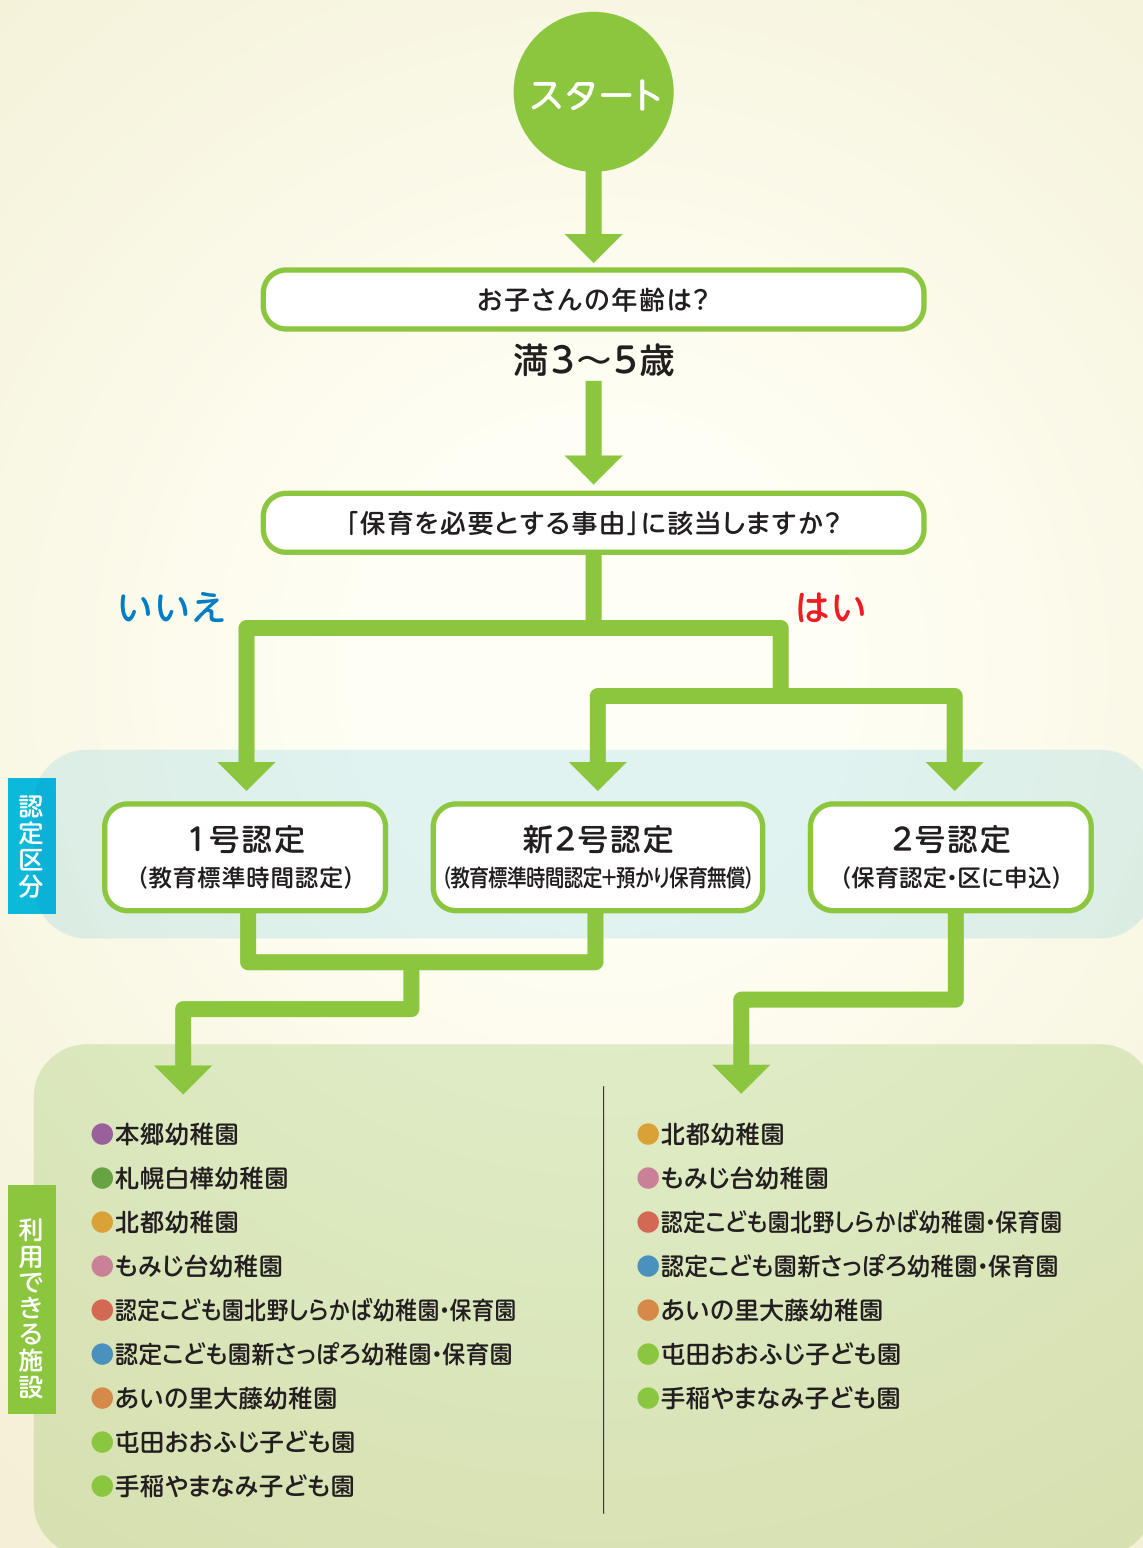 スタート
お子さんの年齢は?
満3〜5歳
「保育を必要とする事由」に該当しますか?
いいえ
はい
認定区分
1号認定
(教育標準時間認定)
新2号認定
(教育標準時間認定+預かり保育無償)
2号認定
(保育認定・区に申込)
利用できる施設
●本郷幼稚園
●札幌白樺幼稚園
●北都幼稚園
●もみじ台幼稚園
●認定こども園北野しらかば幼稚園・保育園
●認定こども園新さっぽろ幼稚園・保育園
●あいの里大藤幼稚園
●屯田おおふじ子ども園
●手稲やまなみ子ども園
●北都幼稚園
●もみじ台幼稚園
●認定こども園北野しらかば幼稚園・保育園
●認定こども園新さっぽろ幼稚園・保育園
●あいの里大藤幼稚園
●屯田おおふじ子ども園
●手稲やまなみ子ども園